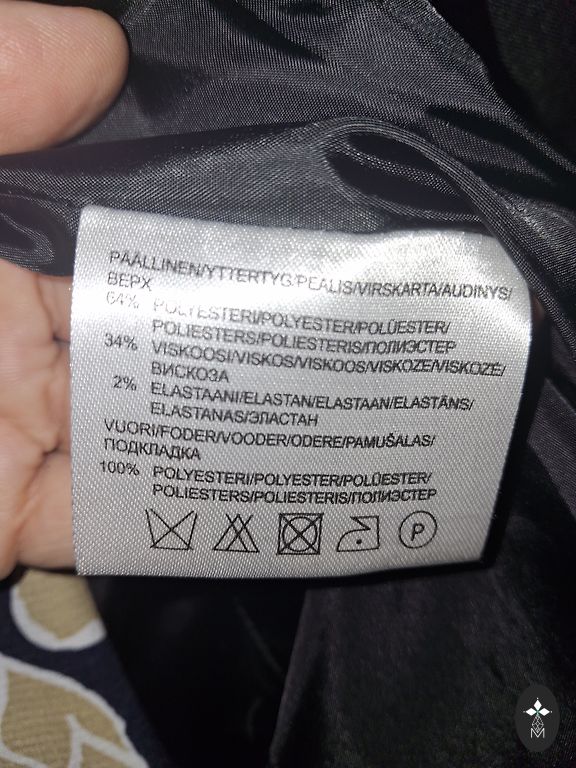 PÄÄLLINEN/YTTERTYG/PEALIS/VIRSKARTA/AUDINYS/
ВЕРХ
64% POLYESTERI/POLYESTER/POLÜESTER/
POLIESTERS/POLIESTERIS/ПОЛИЭСТЕР
34% VISKOOSI/VISKOS/VISKOOS/VISKOZE/VISKOZĖ/
ВИСКОЗА
2% ELASTAANI/ELASTAN/ELASTAAN/ELASTĀNS/
ELASTANAS/ЭЛАСТАН
VUORI/FODER/VOODER/ODERE/PAMUŠALAS/
ПОДКЛАДКА
100% POLYESTERI/POLYESTER/POLÜESTER/
POLIESTERS/POLIESTERIS/ПОЛИЭСТЕР
P
M